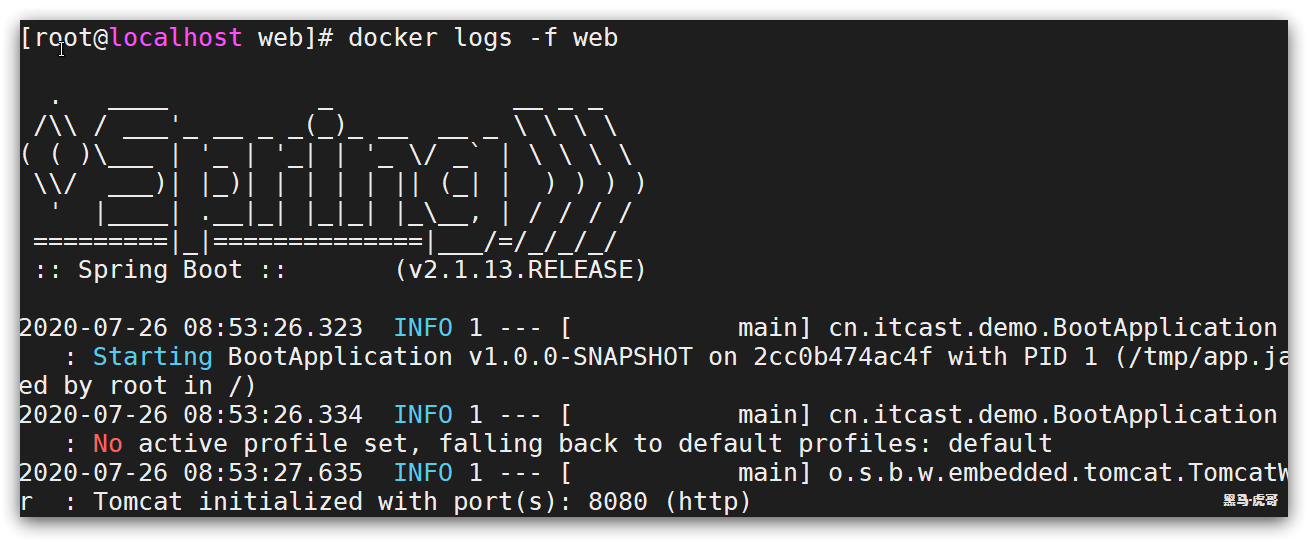 [root@localhost web]# docker logs -f web
  .   ____          _            __ _ _
 /\\ / ___'_ __ _ _(_)_ __  __ _ \ \ \ \
( ( )\___ | '_ | '_| | '_ \/ _` | \ \ \ \
 \\/  ___)| |_)| | | | | || (_| |  ) ) ) )
  '  |____| .__|_| |_|_| |_\__, | / / / /
 =========|_|==============|___/=/_/_/_/
 :: Spring Boot ::       (v2.1.13.RELEASE)
2020-07-26 08:53:26.323  INFO 1 --- [           main] cn.itcast.demo.BootApplication
   : Starting BootApplication v1.0.0-SNAPSHOT on 2cc0b474ac4f with PID 1 (/tmp/app.ja
ed by root in /)
2020-07-26 08:53:26.334  INFO 1 --- [           main] cn.itcast.demo.BootApplication
   : No active profile set, falling back to default profiles: default
2020-07-26 08:53:27.635  INFO 1 --- [           main] o.s.b.w.embedded.tomcat.TomcatW
r  : Tomcat initialized with port(s): 8080 (http)
黑马·虎哥